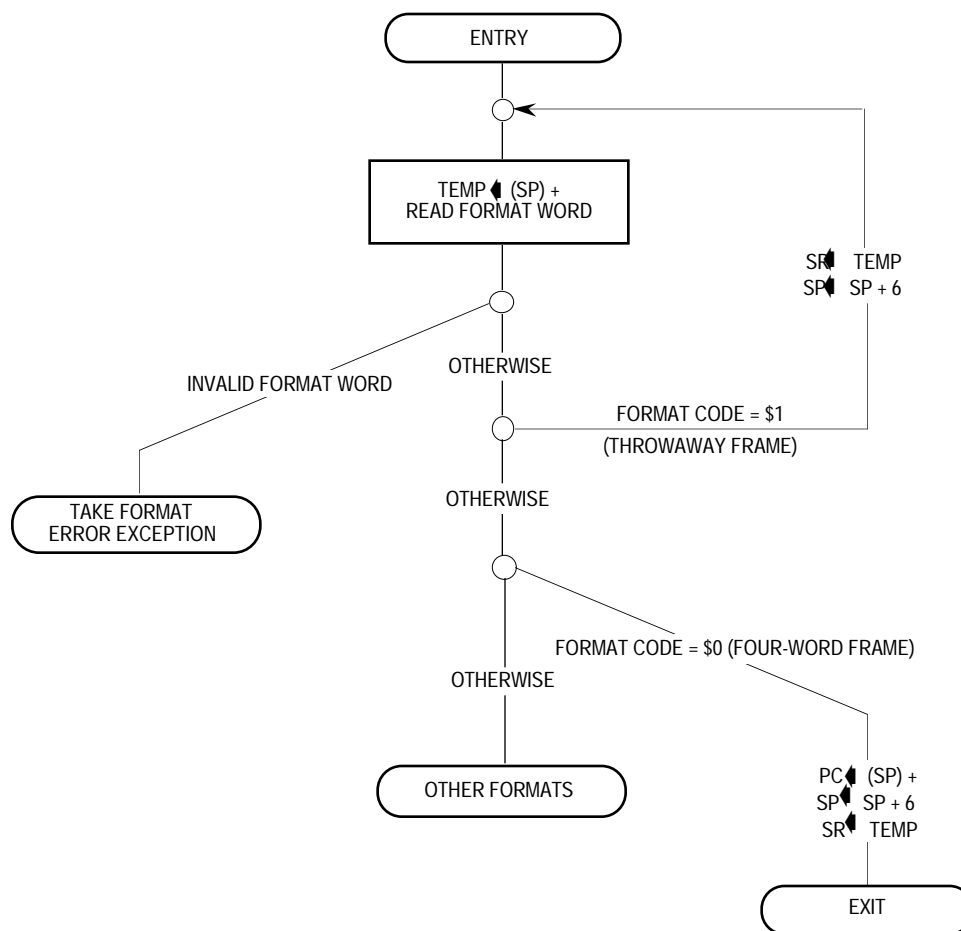 ENTRY
TEMP (SP) +
READ FORMAT WORD
SR TEMP
SP SP + 6
OTHERWISE
INVALID FORMAT WORD
FORMAT CODE = $1
(THROWAWAY FRAME)
OTHERWISE
TAKE FORMAT
ERROR EXCEPTION
FORMAT CODE = $0 (FOUR-WORD FRAME)
OTHERWISE
OTHER FORMATS
PC (SP) +
SP SP + 6
SR TEMP
EXIT